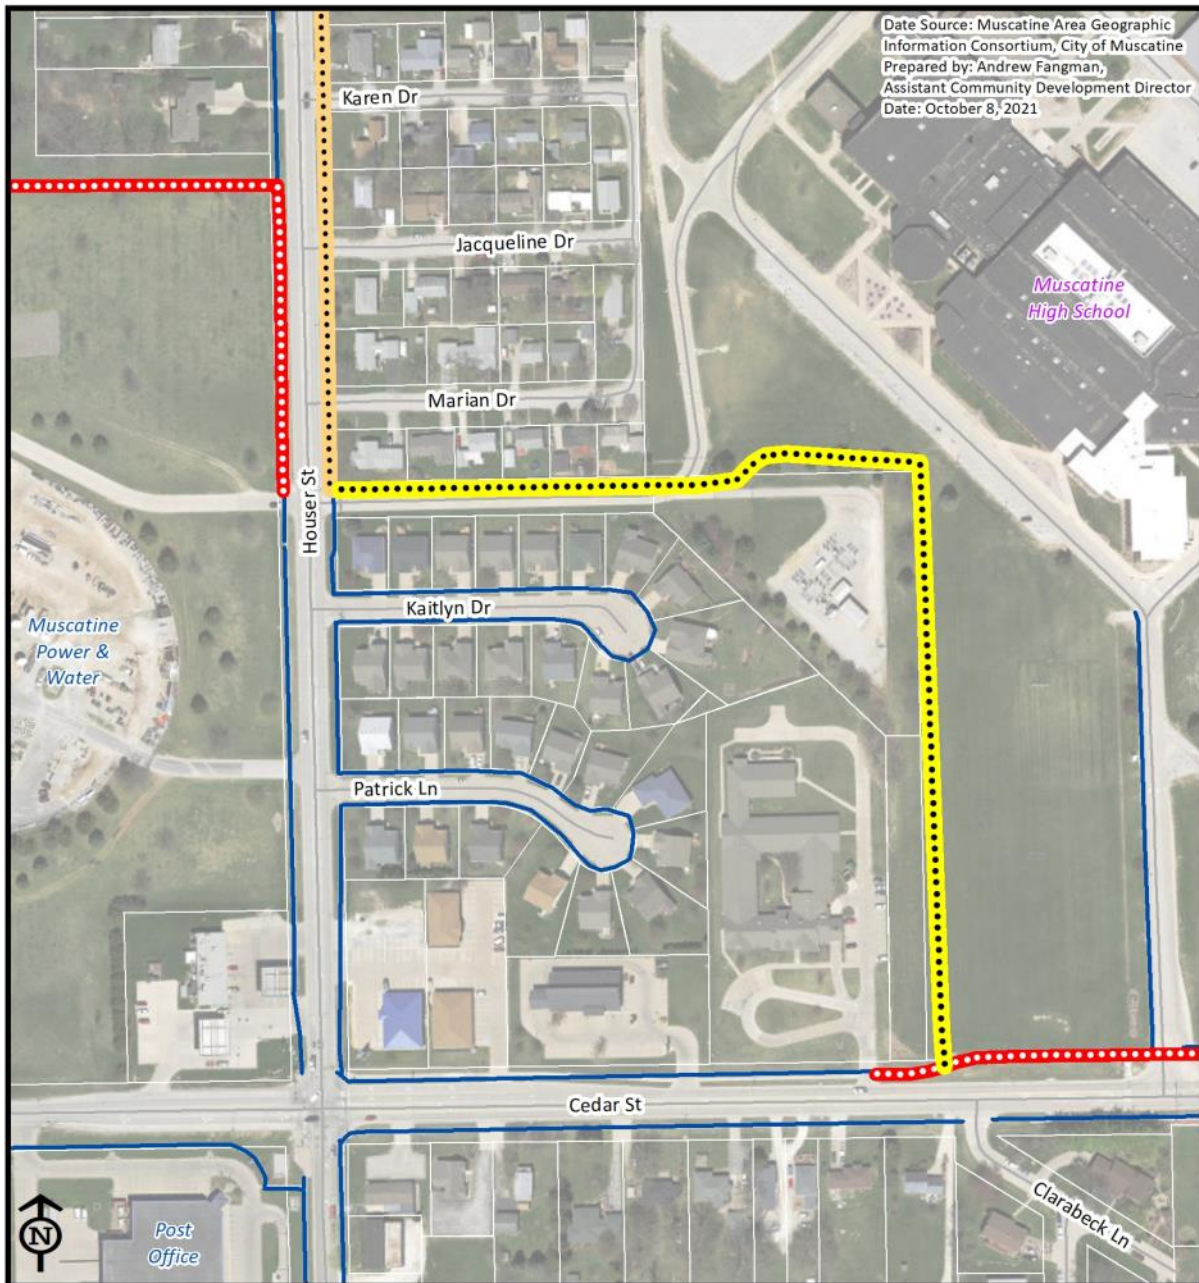 Date Source: Muscatine Area Geographic
Information Consortium, City of Muscatine
Prepared by: Andrew Fangman,
Assistant Community Development Director
Date: October 8, 2021
Karen Dr
Jacqueline Dr
Muscatine
High School
Marian Dr
Houser St
Kaitlyn Dr
Muscatine
Power &
Water
Patrick Ln
Cedar St
Clarabeck Ln
Post
Office
N